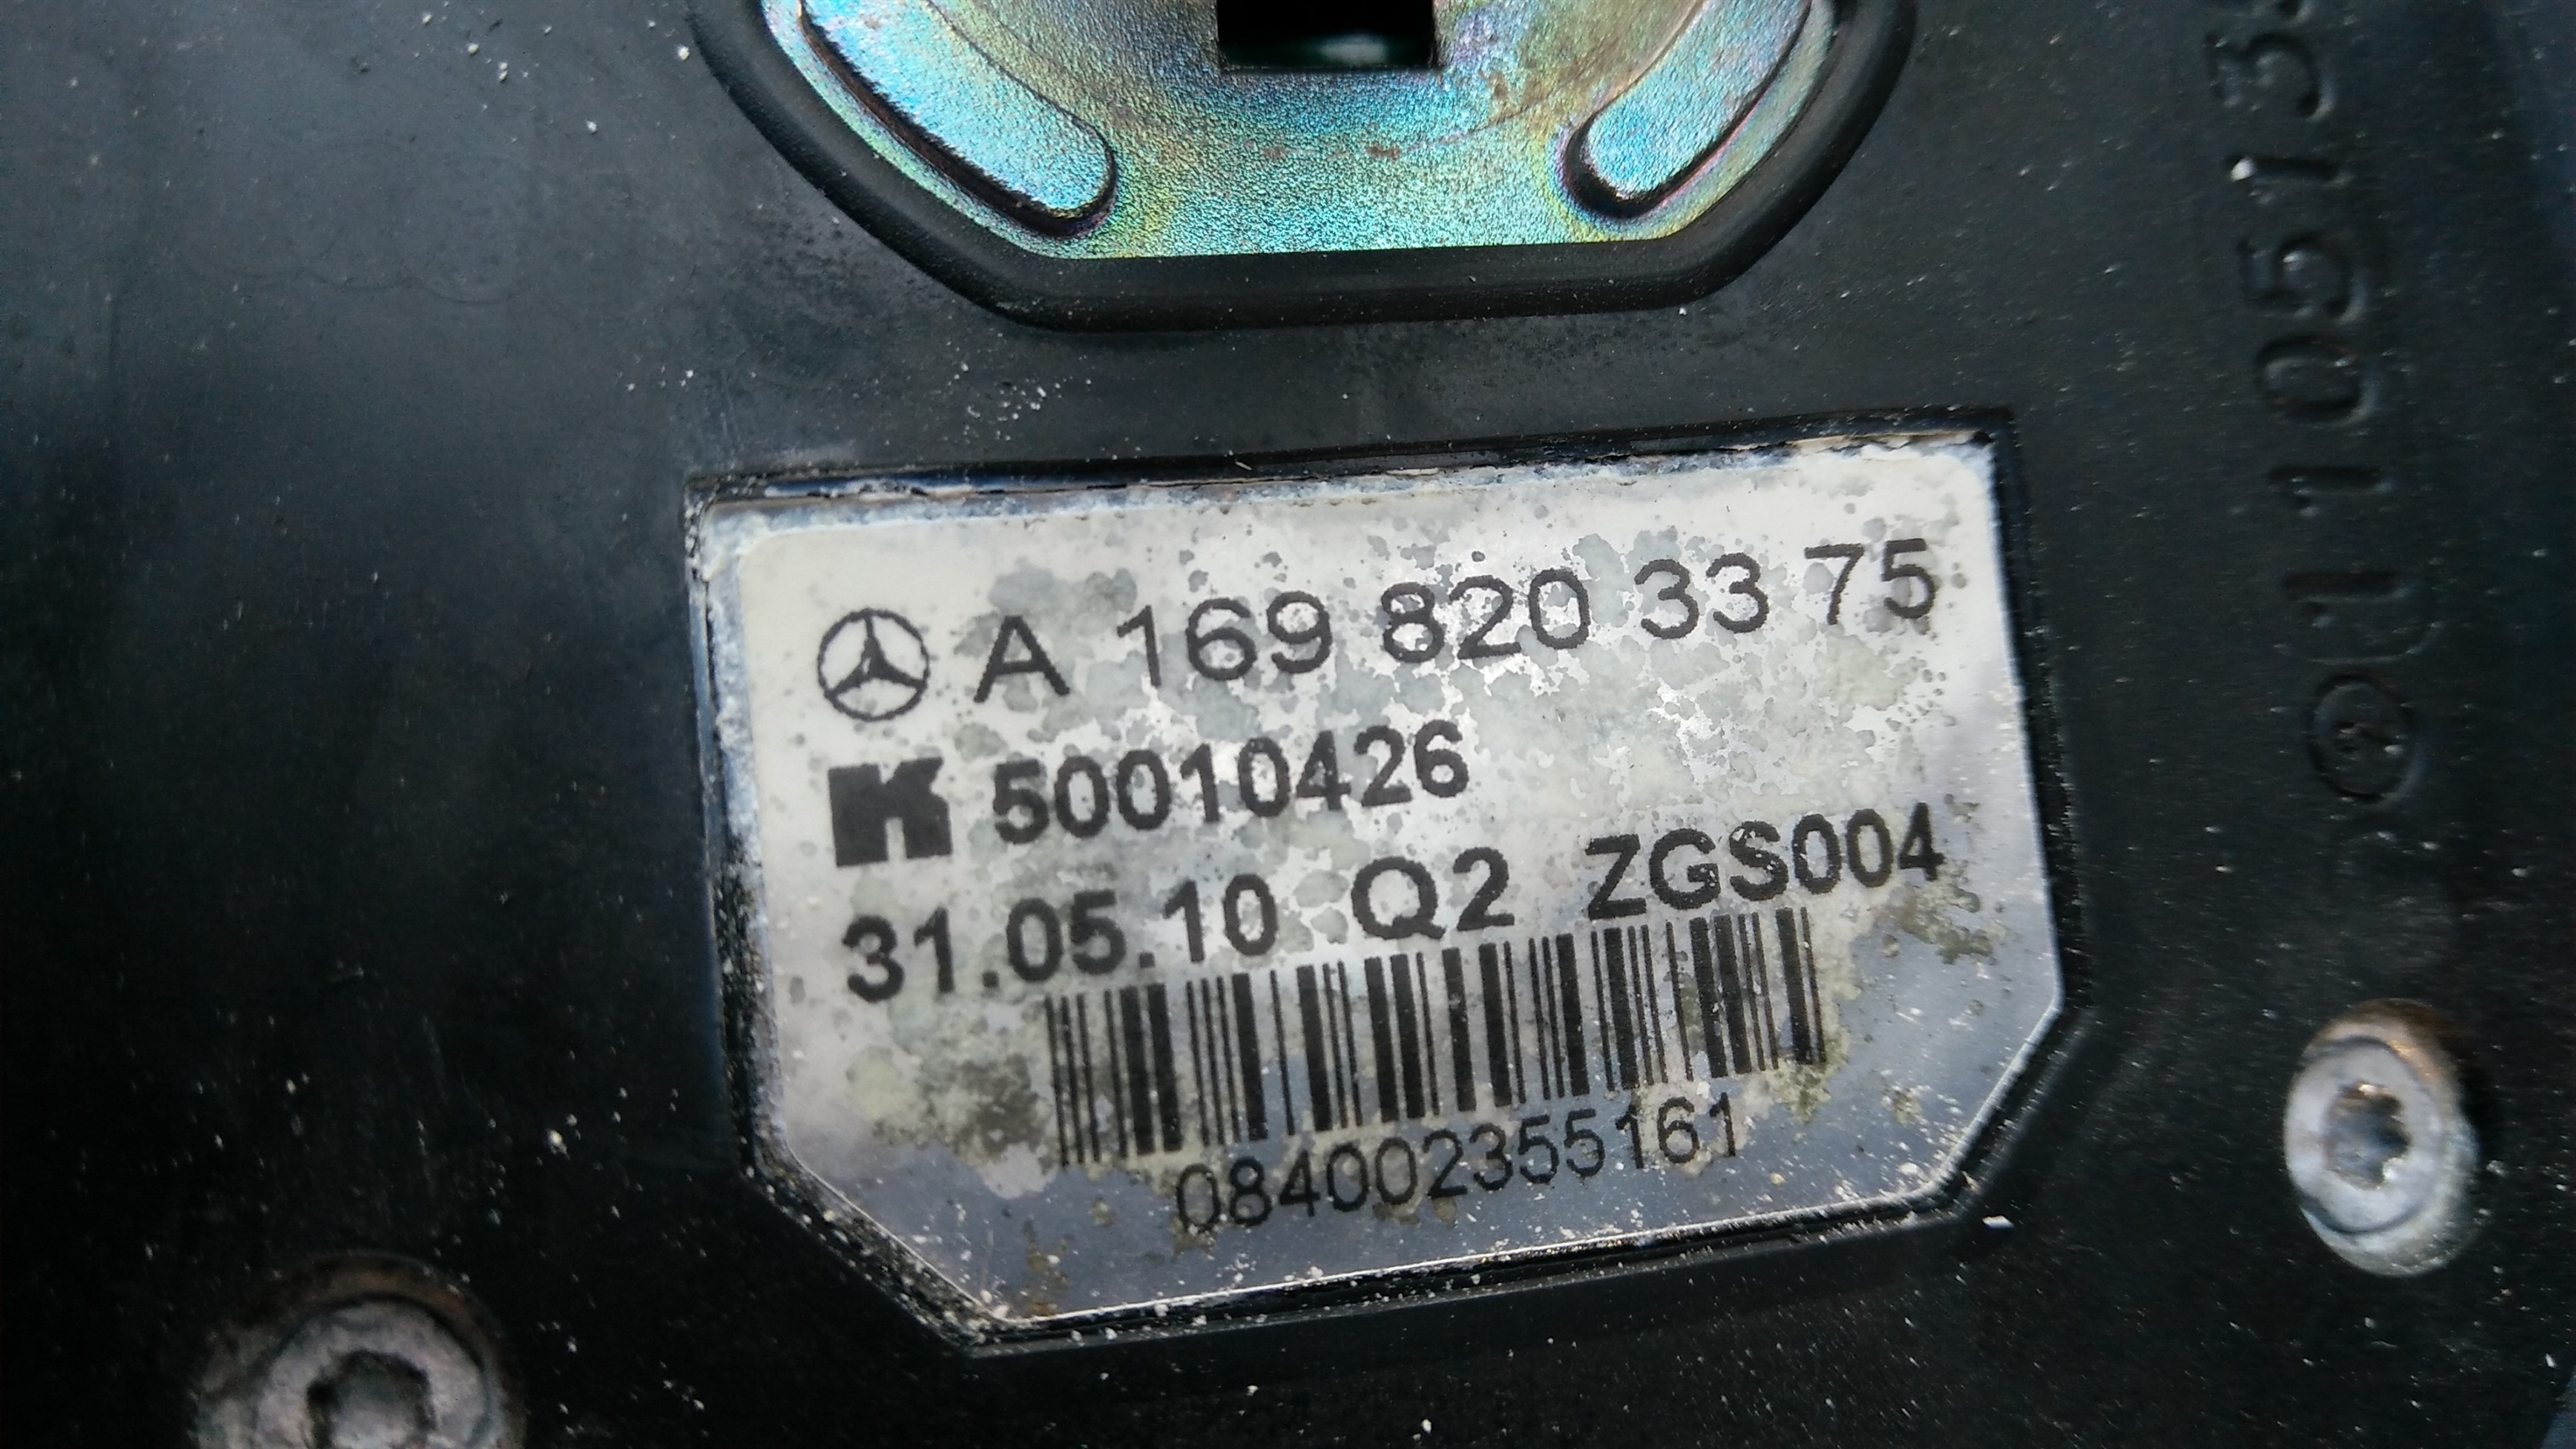 A 169 820 33 75
K 50010426
31.05.10 Q2 ZGS004
084002355161